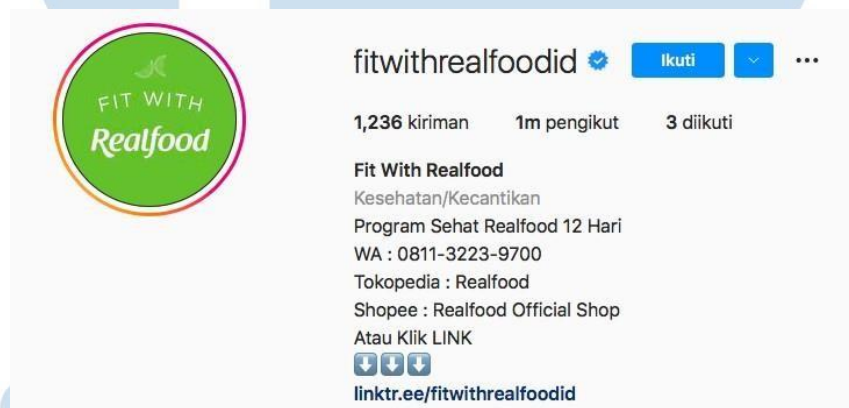 FIT WITH
Realfood
fitwithrealfoodid
Ikuti
1,236 kiriman 1m pengikut 3 diikuti
Fit With Realfood
Kesehatan/Kecantikan
Program Sehat Realfood 12 Hari
WA : 0811-3223-9700
Tokopedia : Realfood
Shopee : Realfood Official Shop
Atau Klik LINK
⬇️⬇️⬇️
linktr.ee/fitwithrealfoodid